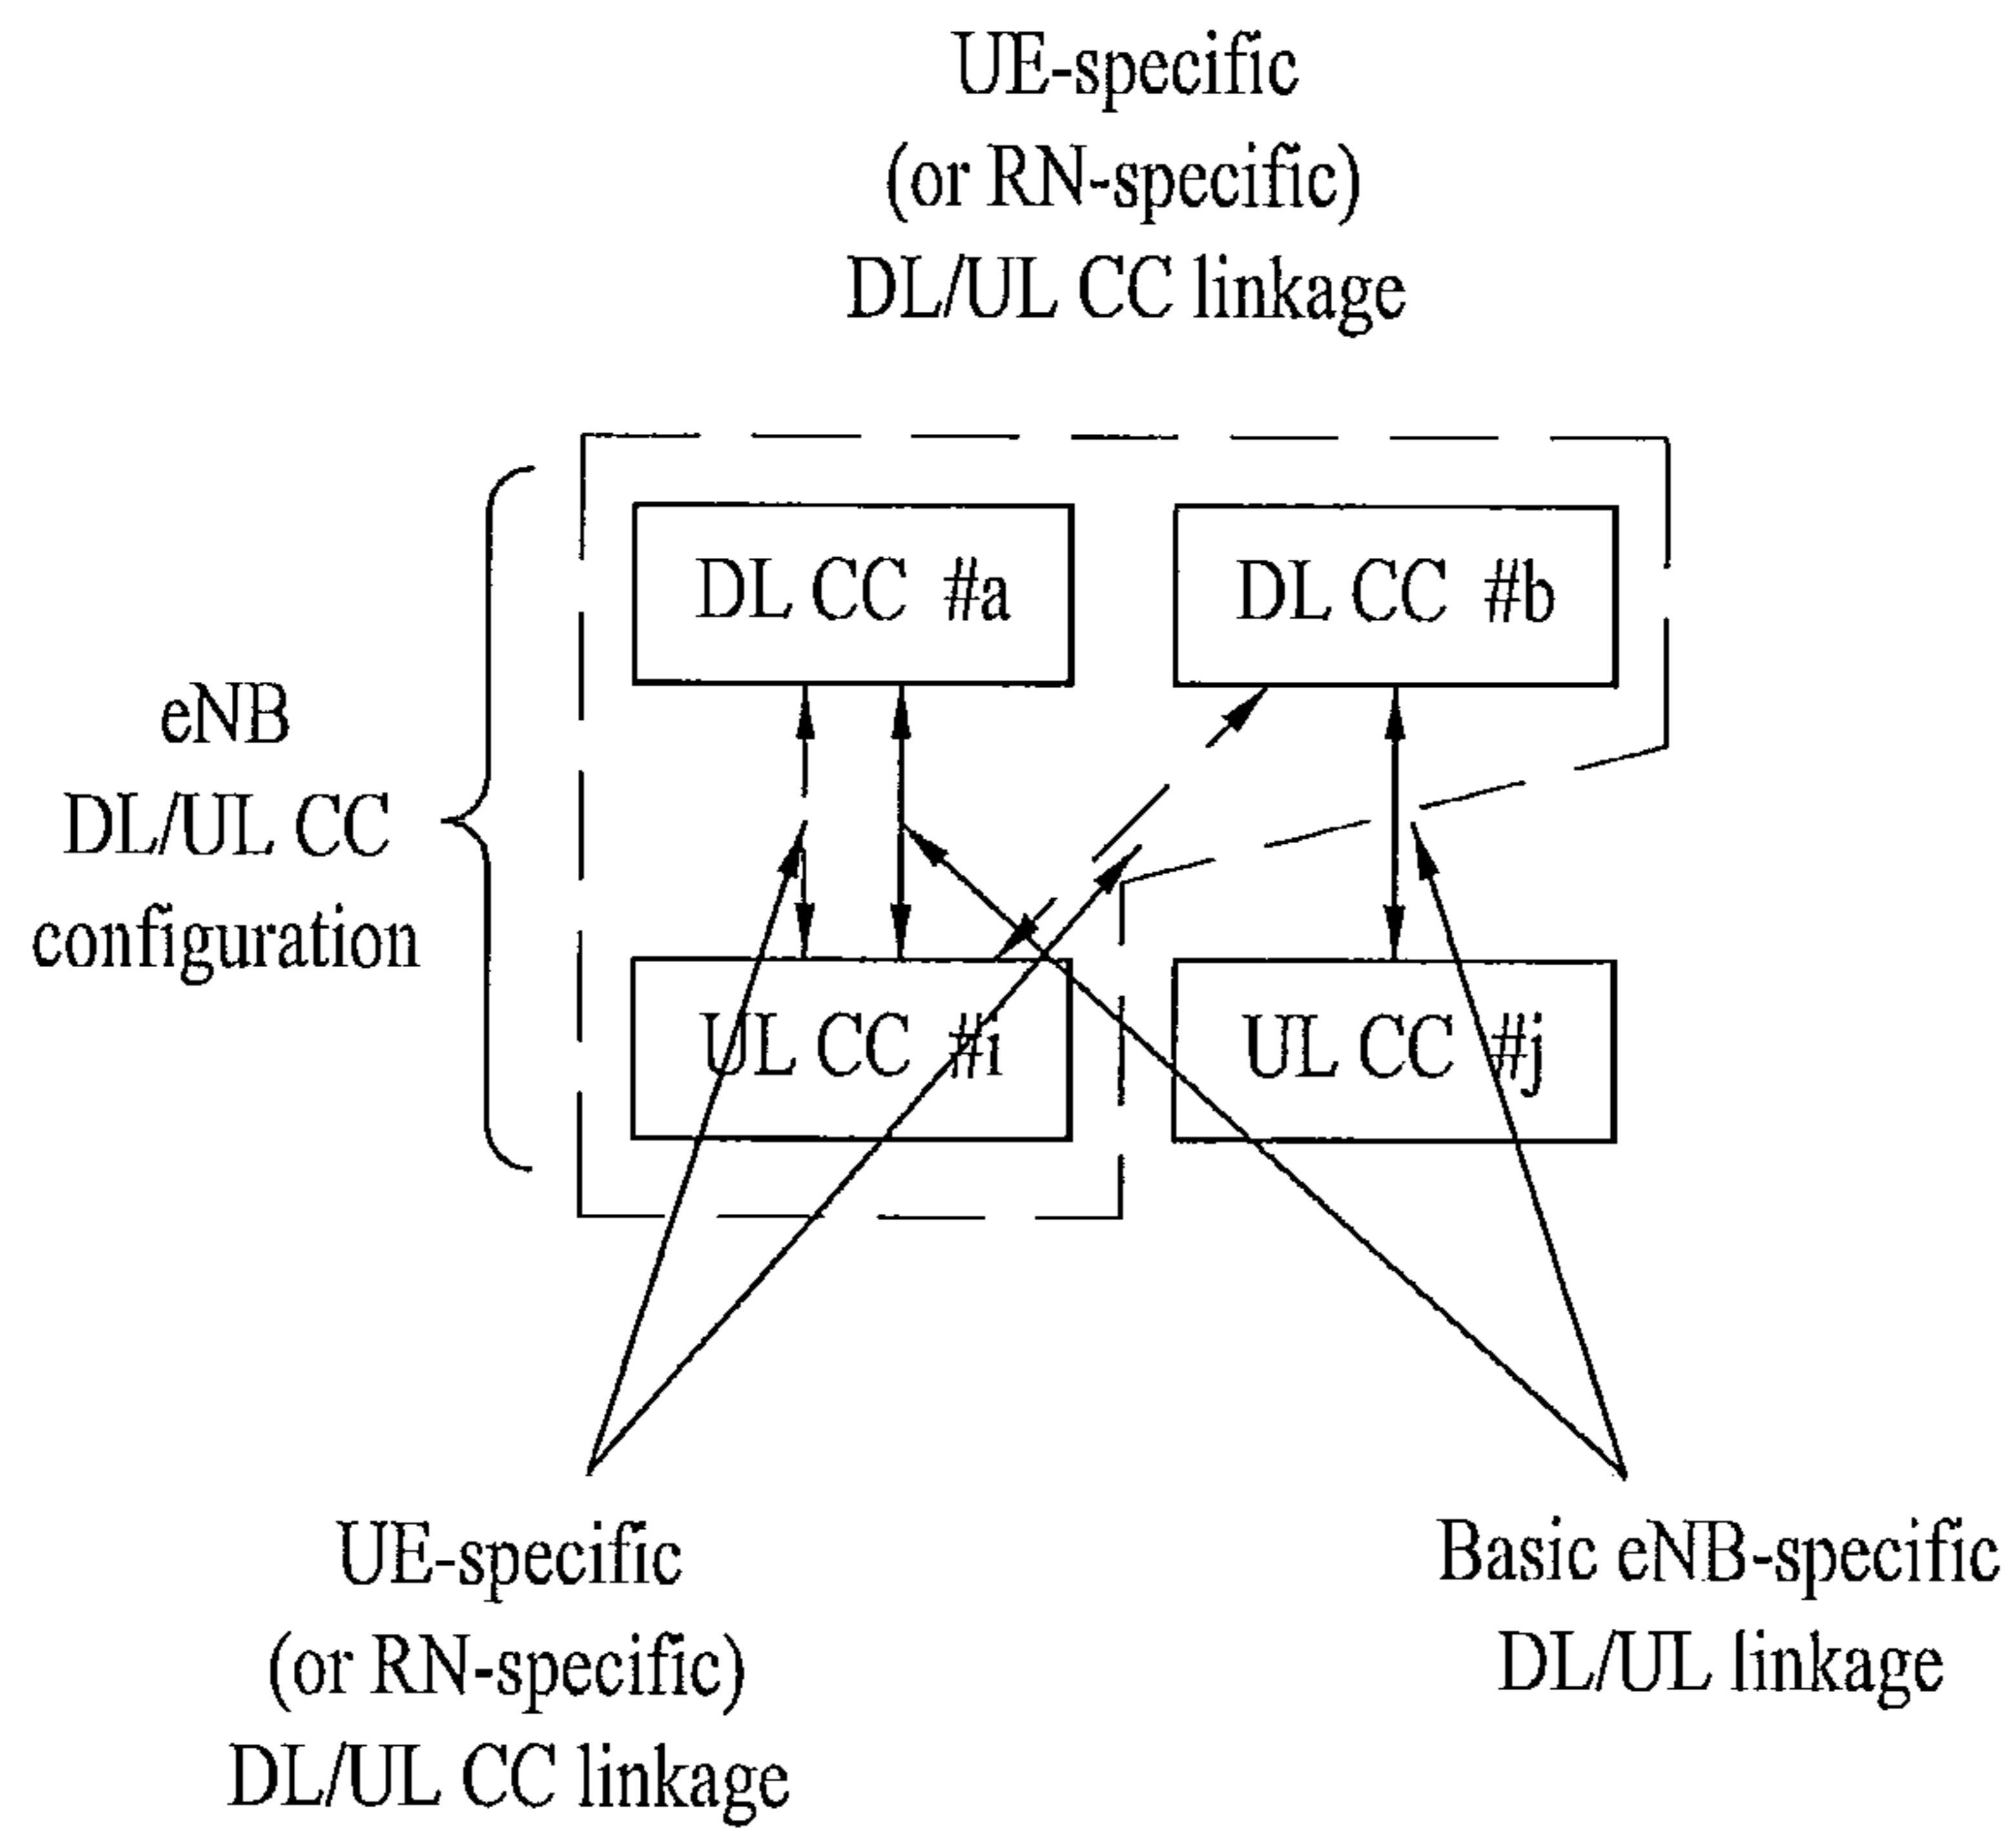 UE-specific
(or RN-specific)
DL/UL CC linkage
DL CC #a
DL CC #b
eNB
DL/UL CC
configuration
UL CC #i
UL CC #j
UE-specific
(or RN-specific)
DL/UL CC linkage
Basic eNB-specific
DL/UL linkage